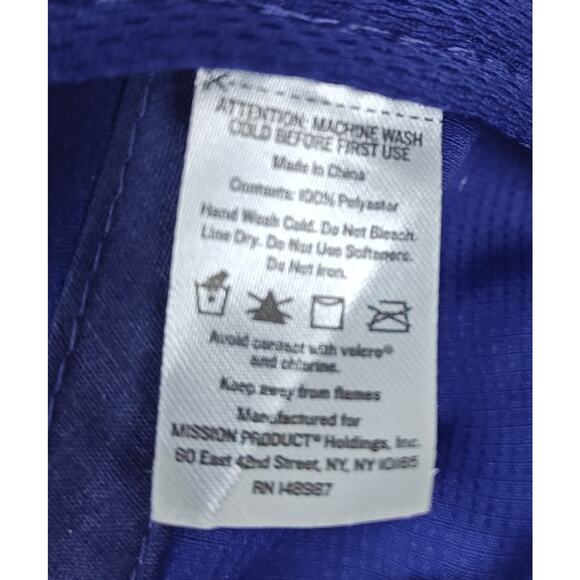 ATTENTION: MACHINE WASH
COLD BEFORE FIRST USE
Made in China
Contents: 100% Polyester
Hand Wash Cold. Do Not Bleach.
Line Dry. Do Not Use Softeners.
Do Not Iron.
Avoid contact with velcro®
and chlorine.
Keep away from flames
Manufactured for
MISSION PRODUCT® Holdings, Inc.
60 East 42nd Street, NY, NY 10165
RN 148987